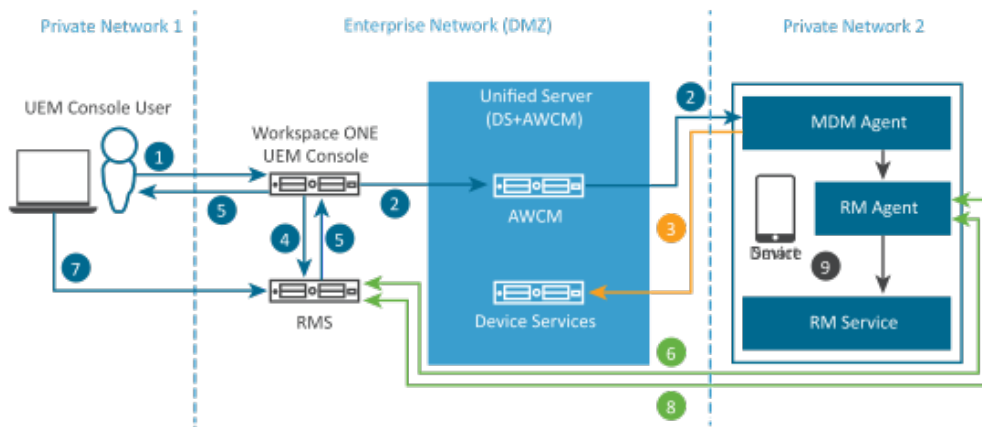 Private Network 1
Enterprise Network (DMZ)
Private Network 2
UEM Console User
Workspace ONE
UEM Console
Unified Server
(DS+AWCM)
AWCM
Device Services
RMS
MDM Agent
RM Agent
RM Service
1
5
2
4
5
7
2
3
6
8
9